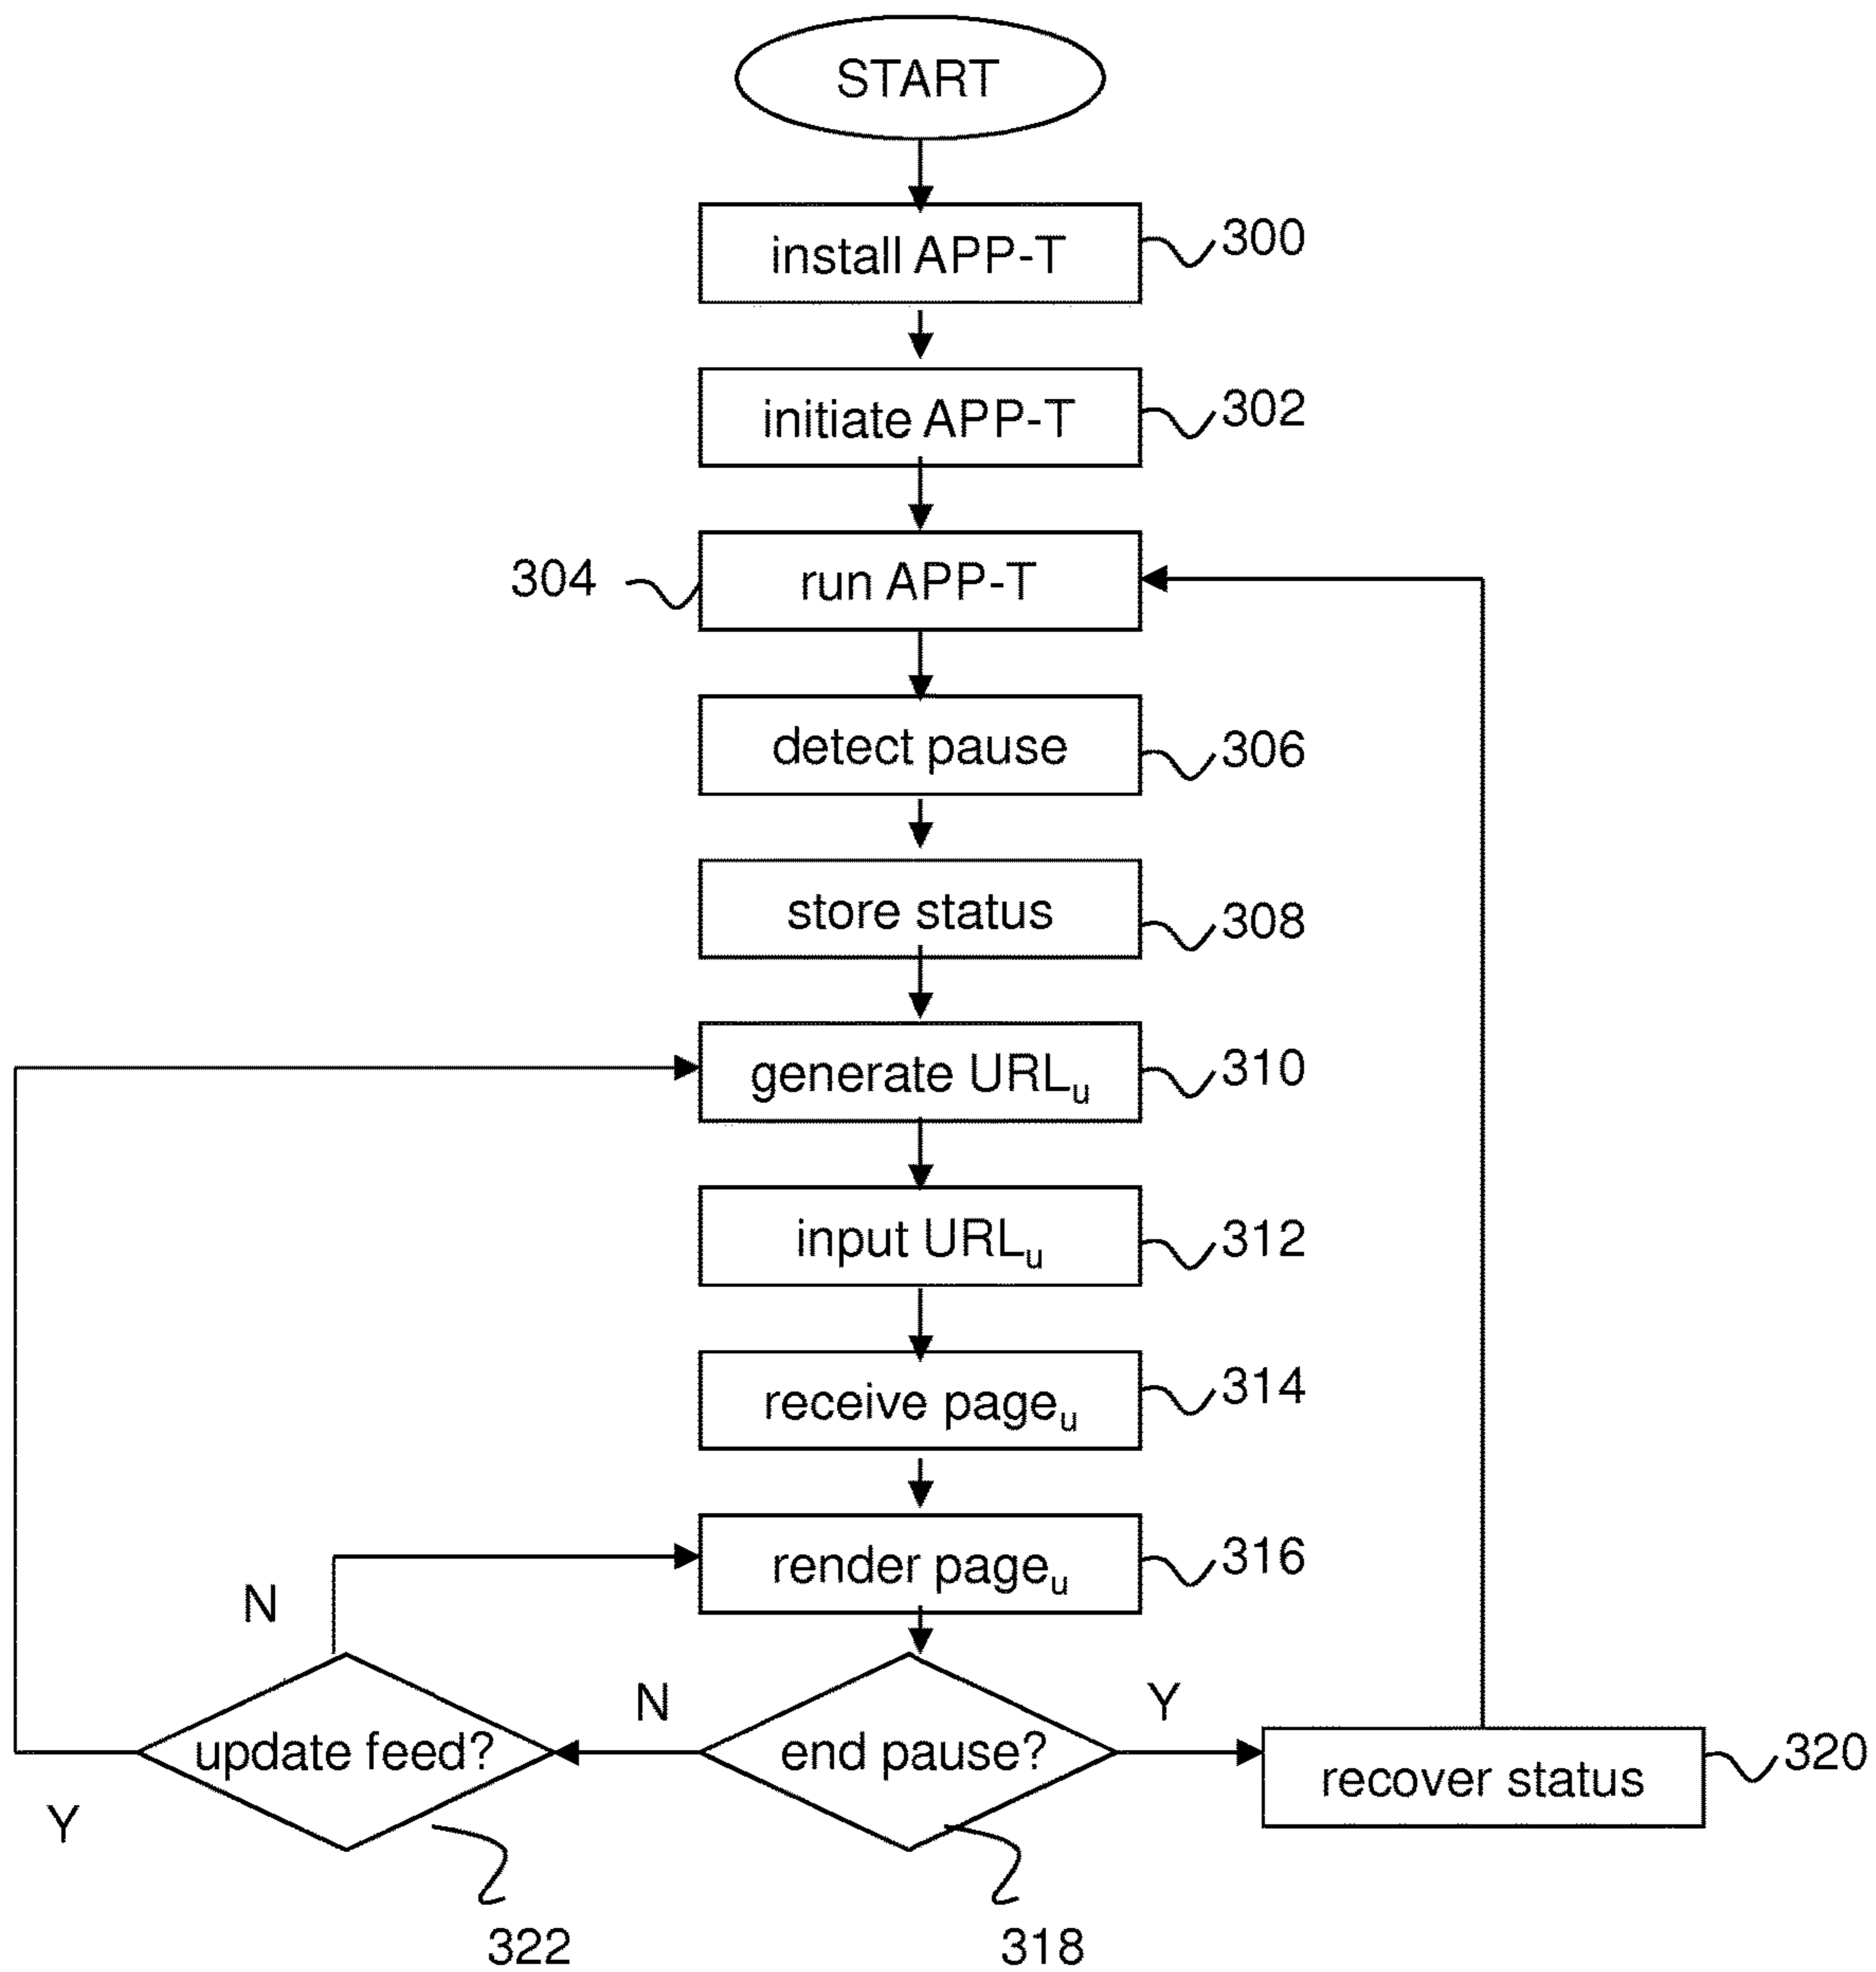 START
install APP-T
300
initiate APP-T
302
304
run APP-T
detect pause
306
store status
308
generate URLu
310
input URLu
312
receive pageu
314
render pageu
316
N
N
Y
update feed?
end pause?
recover status
320
Y
322
318